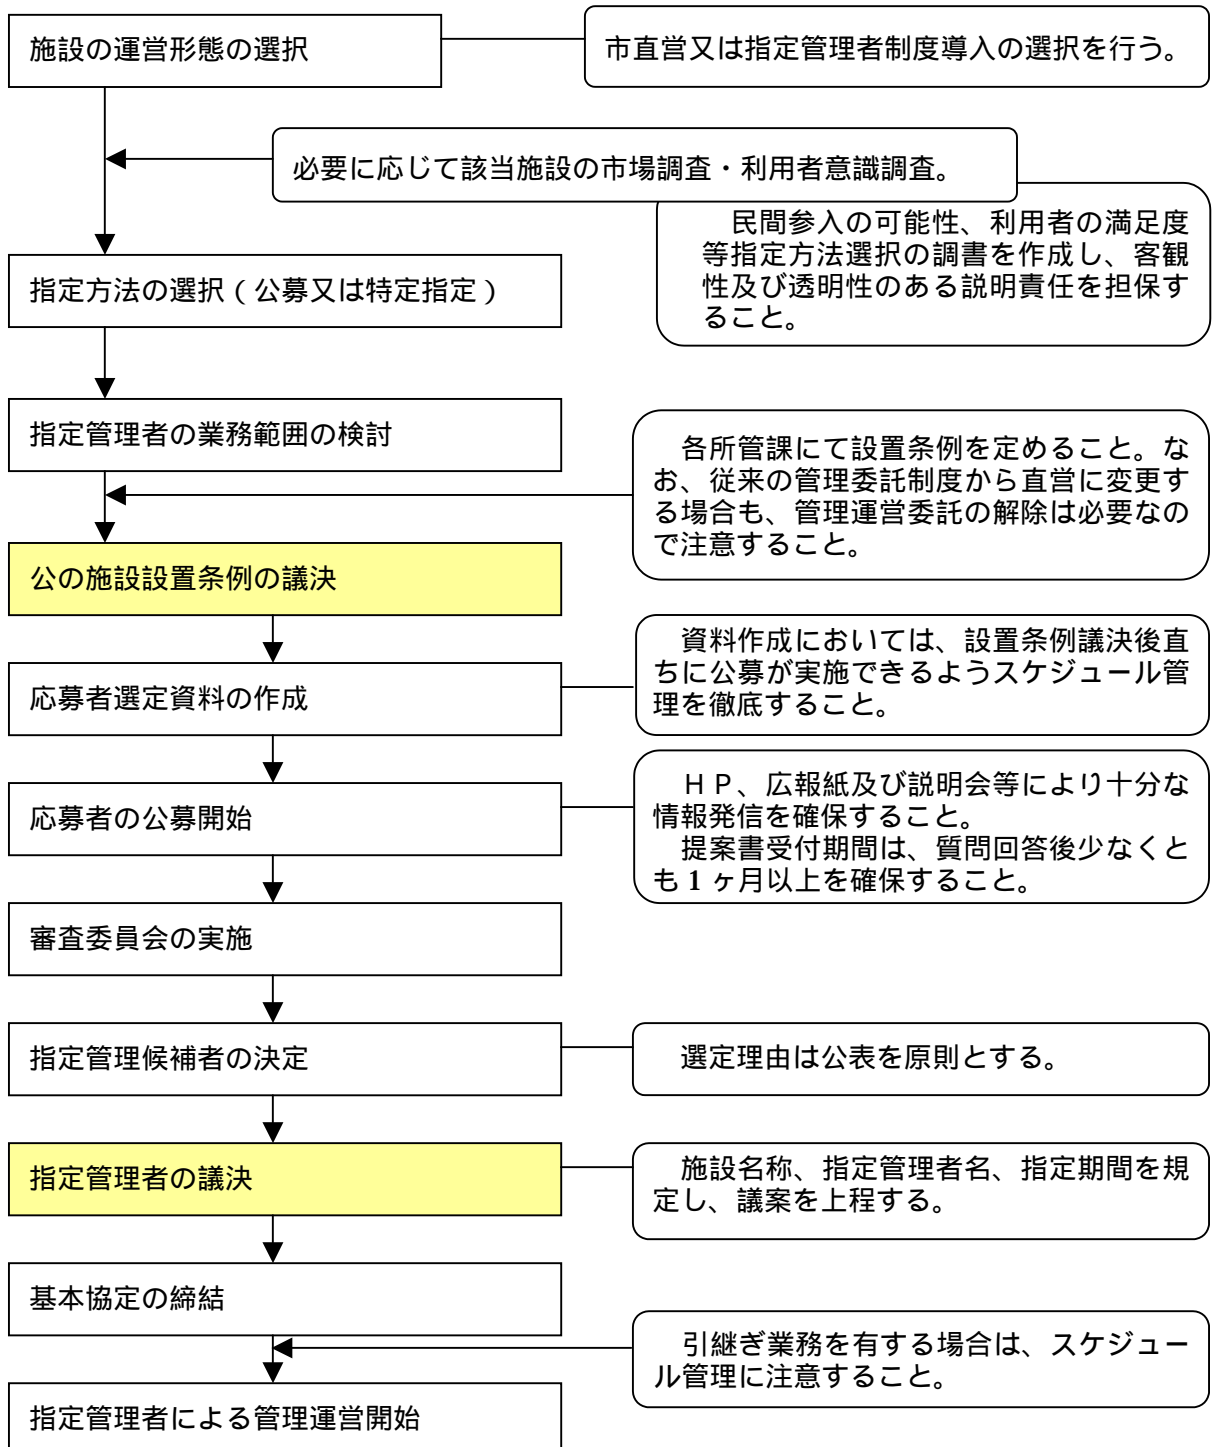 施設の運営形態の選択
市直営又は指定管理者制度導入の選択を行う。
必要に応じて該当施設の市場調査・利用者意識調査。
民間参入の可能性、利用者の満足度
等指定方法選択の調書を作成し、客観
性及び透明性のある説明責任を担保す
ること。
指定方法の選択（公募又は特定指定）
指定管理者の業務範囲の検討
各所管課にて設置条例を定めること。な
お、従来の管理委託制度から直営に変更す
る場合も、管理運営委託の解除は必要なの
で注意すること。
公の施設設置条例の議決
資料作成においては、設置条例議決後直
ちに公募が実施できるようスケジュール管
理を徹底すること。
応募者選定資料の作成
ＨＰ、広報紙及び説明会等により十分な
情報発信を確保すること。
提案書受付期間は、質問回答後少なくと
も 1 ヶ月以上を確保すること。
応募者の公募開始
審査委員会の実施
指定管理候補者の決定
選定理由は公表を原則とする。
指定管理者の議決
施設名称、指定管理者名、指定期間を規
定し、議案を上程する。
基本協定の締結
引継ぎ業務を有する場合は、スケジュー
ル管理に注意すること。
指定管理者による管理運営開始